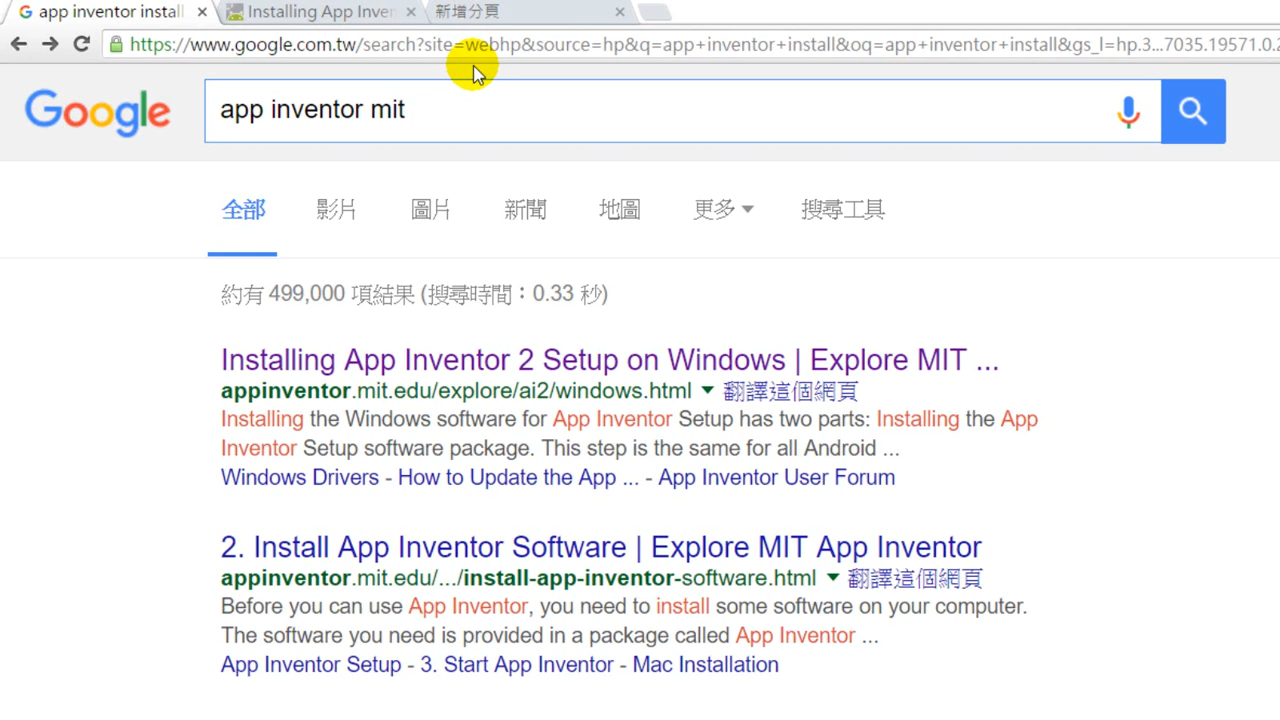 app inventor install
Installing App Inven
新增分頁
https://www.google.com.tw/search?site=webhp&source=hp&q=app+inventor+install&oq=app+inventor+install&gs_l=hp.3...7035.19571.0.2
Google
app inventor mit
全部 影片 圖片 新聞 地圖 更多 搜尋工具
約有 499,000 項結果 (搜尋時間：0.33 秒)
Installing App Inventor 2 Setup on Windows | Explore MIT ...
appinventor.mit.edu/explore/ai2/windows.html 翻譯這個網頁
Installing the Windows software for App Inventor Setup has two parts: Installing the App
Inventor Setup software package. This step is the same for all Android ...
Windows Drivers - How to Update the App ... - App Inventor User Forum
2. Install App Inventor Software | Explore MIT App Inventor
appinventor.mit.edu/.../install-app-inventor-software.html 翻譯這個網頁
Before you can use App Inventor, you need to install some software on your computer.
The software you need is provided in a package called App Inventor ...
App Inventor Setup - 3. Start App Inventor - Mac Installation